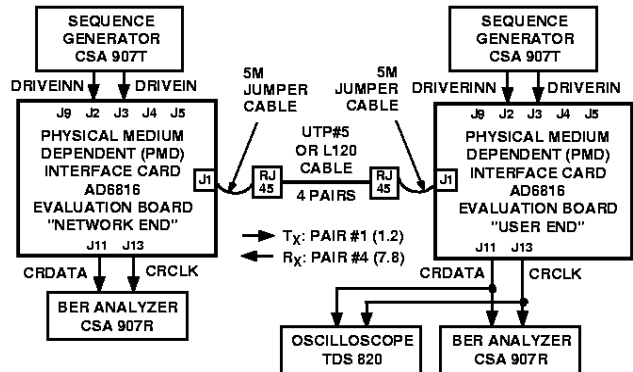 SEQUENCE
GENERATOR
CSA 907T
DRIVEINN
DRIVEIN
J9 J2 J3 J4 J5
PHYSICAL MEDIUM
DEPENDENT (PMD)
INTERFACE CARD
AD6816
EVALUATION BOARD
"NETWORK END"
J1
J11 J13
CRDATA
CRCLK
BER ANALYZER
CSA 907R
5M
JUMPER
CABLE
RJ
45
UTP#5
OR L120
CABLE
4 PAIRS
5M
JUMPER
CABLE
RJ
45
TX: PAIR #1 (1.2)
RX: PAIR #4 (7.8)
SEQUENCE
GENERATOR
CSA 907T
DRIVERINN
DRIVERIN
J9 J2 J3 J4 J5
J1
PHYSICAL MEDIUM
DEPENDENT (PMD)
INTERFACE CARD
AD6816
EVALUATION BOARD
"USER END"
J11 J13
CRDATA
CRCLK
OSCILLOSCOPE
TDS 820
BER ANALYZER
CSA 907R